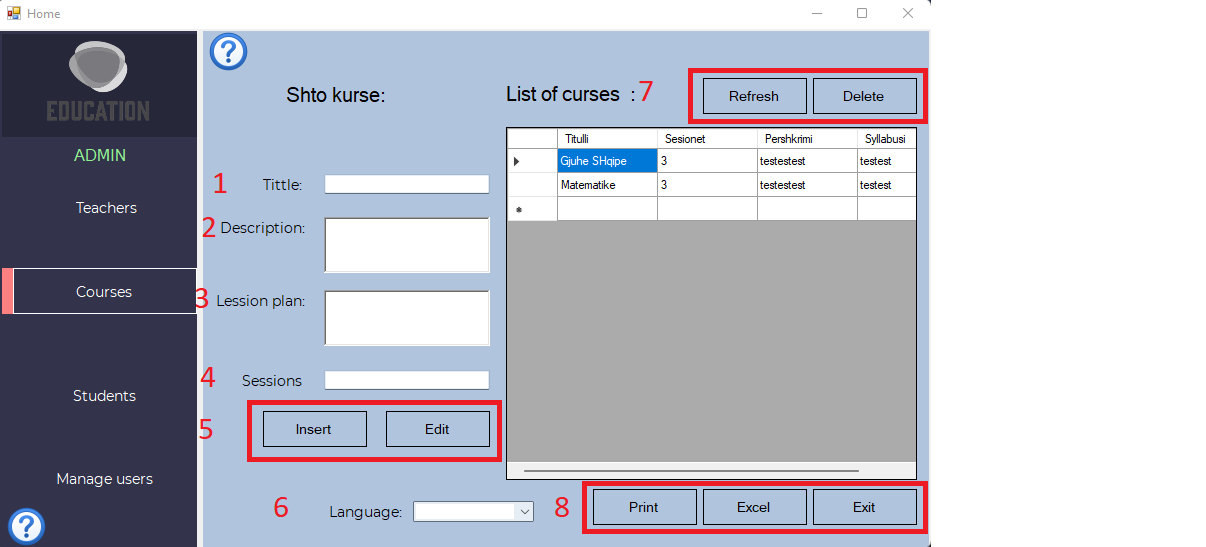 Home
EDUCATION
ADMIN
Teachers
Courses
Students
Manage users
?
?
Shto kurse:
1 Tittle:
2 Description:
3 Lession plan:
4 Sessions
5 Insert Edit
6 Language:
List of curses : 7 Refresh Delete
Titulli Sesionet Pershkrimi Syllabusi
Gjuhe SHqipe 3 testestest testest
Matematike 3 testestest testest
8 Print Excel Exit